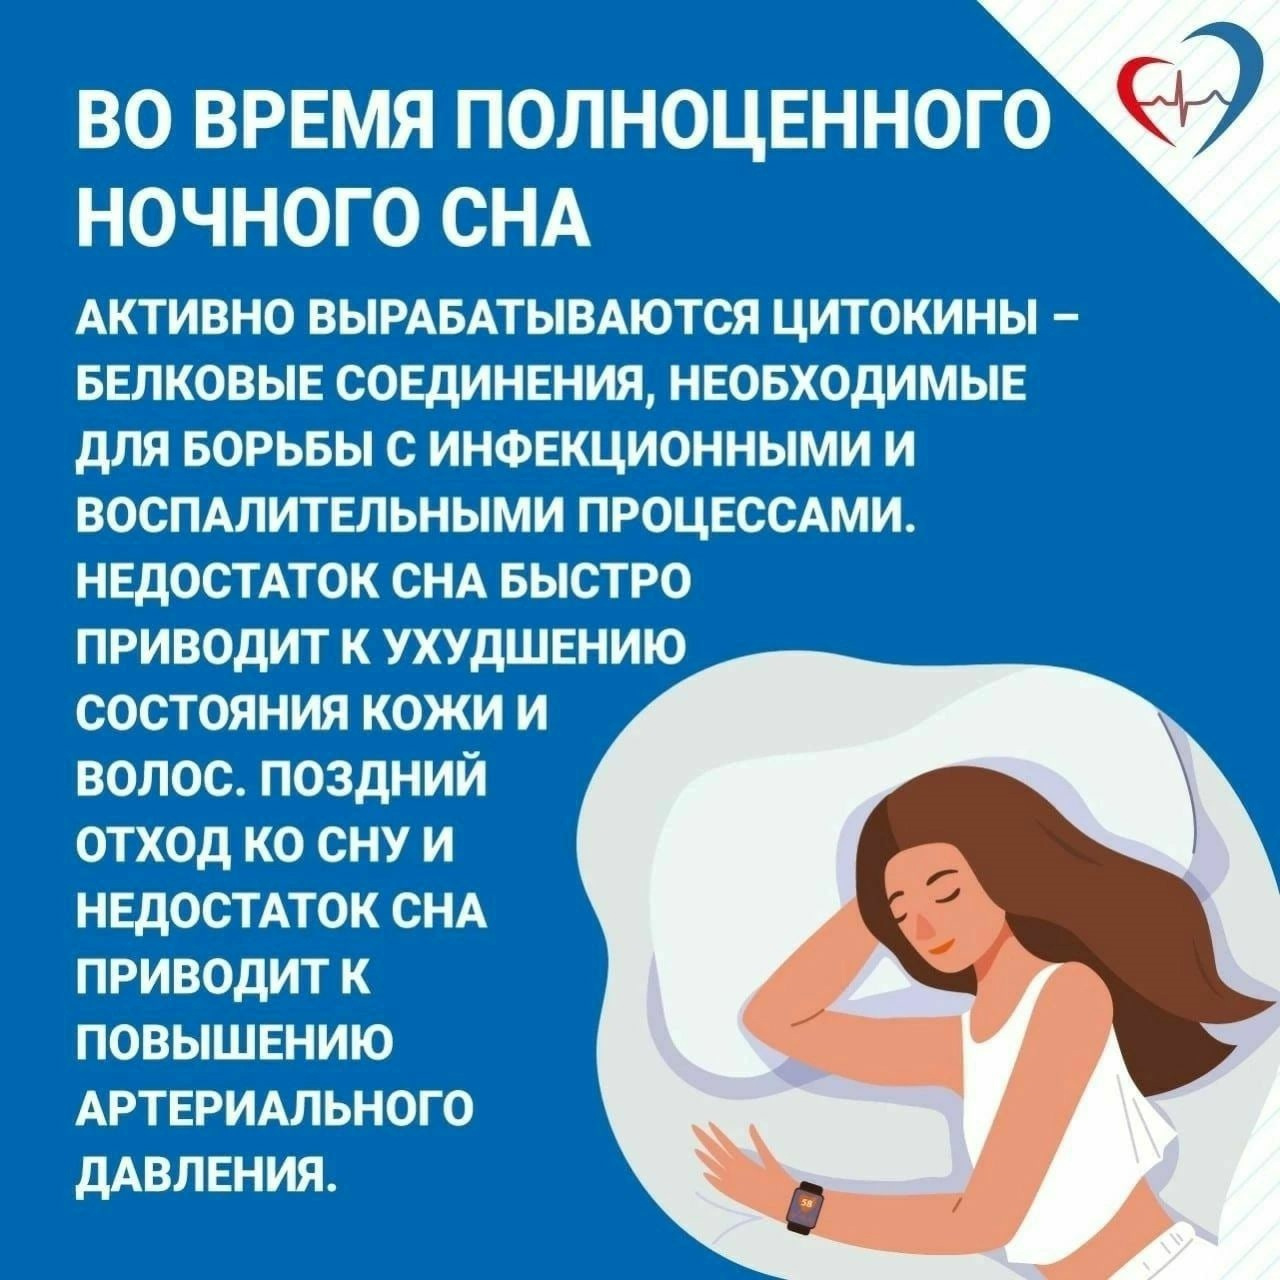 ВО ВРЕМЯ ПОЛНОЦЕННОГО
НОЧНОГО СНА
АКТИВНО ВЫРАБАТЫВАЮТСЯ ЦИТОКИНЫ –
БЕЛКОВЫЕ СОЕДИНЕНИЯ, НЕОБХОДИМЫЕ
ДЛЯ БОРЬБЫ С ИНФЕКЦИОННЫМИ И
ВОСПАЛИТЕЛЬНЫМИ ПРОЦЕССАМИ.
НЕДОСТАТОК СНА БЫСТРО
ПРИВОДИТ К УХУДШЕНИЮ
СОСТОЯНИЯ КОЖИ И
ВОЛОС. ПОЗДНИЙ
ОТХОД КО СНУ И
НЕДОСТАТОК СНА
ПРИВОДИТ К
ПОВЫШЕНИЮ
АРТЕРИАЛЬНОГО
ДАВЛЕНИЯ.
58